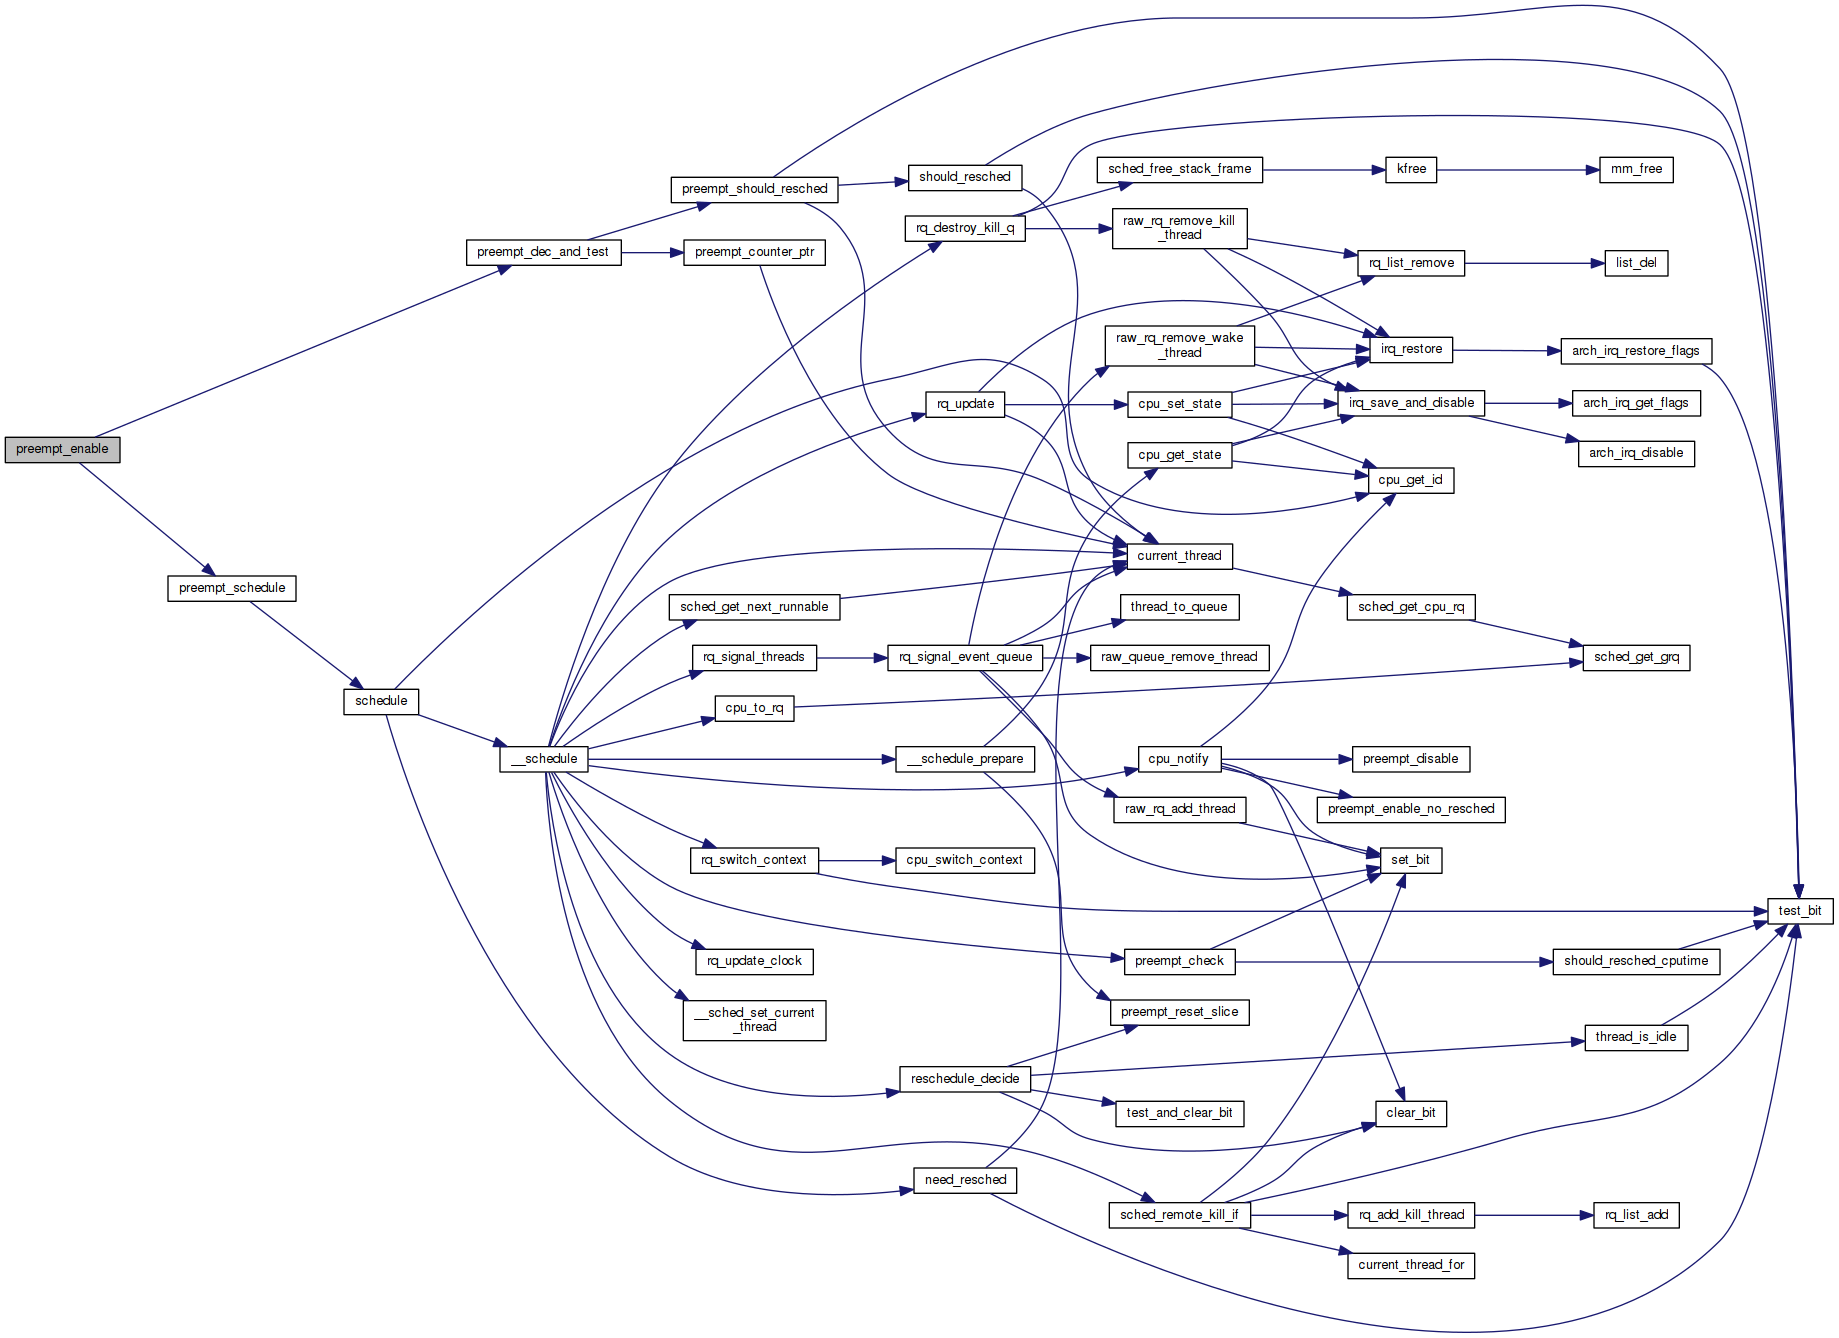 preempt_enable
preempt_schedule
schedule
preempt_dec_and_test
__schedule
preempt_should_resched
preempt_counter_ptr
sched_get_next_runnable
rq_signal_threads
cpu_to_rq
rq_switch_context
rq_update_clock
__sched_set_current
_thread
should_resched
rq_destroy_kill_q
rq_update
rq_signal_event_queue
__schedule_prepare
cpu_switch_context
reschedule_decide
need_resched
sched_free_stack_frame
raw_rq_remove_kill
_thread
raw_rq_remove_wake
_thread
cpu_set_state
cpu_get_state
current_thread
thread_to_queue
raw_queue_remove_thread
cpu_notify
raw_rq_add_thread
preempt_check
preempt_reset_slice
test_and_clear_bit
sched_remote_kill_if
kfree
rq_list_remove
irq_restore
irq_save_and_disable
cpu_get_id
sched_get_cpu_rq
preempt_disable
preempt_enable_no_resched
set_bit
clear_bit
rq_add_kill_thread
current_thread_for
mm_free
list_del
arch_irq_restore_flags
arch_irq_get_flags
arch_irq_disable
sched_get_grq
should_resched_cputime
thread_is_idle
rq_list_add
test_bit